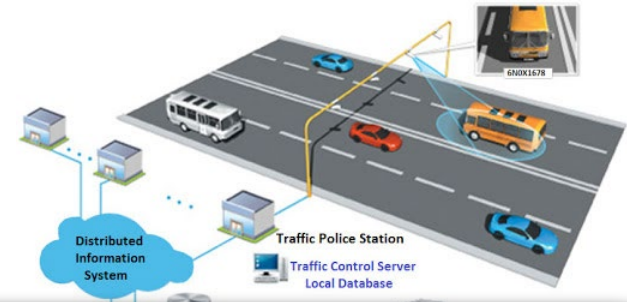 6N0X1678
Distributed
Information
System
Traffic Police Station
Traffic Control Server
Local Database